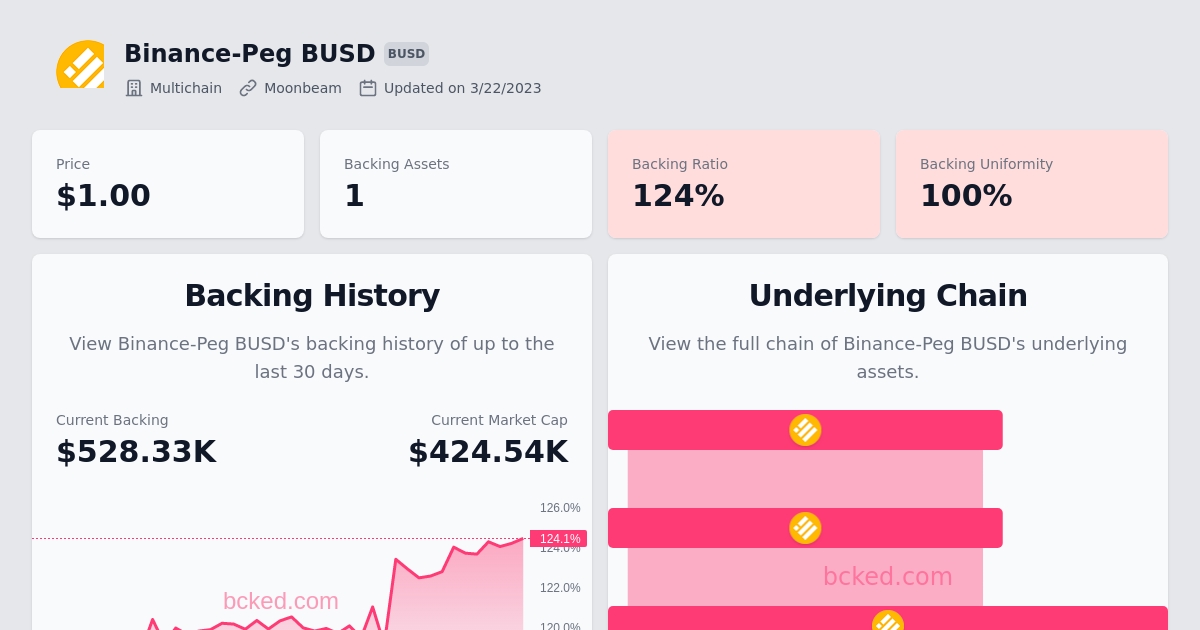 Binance-Peg BUSD BUSD
Multichain Moonbeam Updated on 3/22/2023
Price
$1.00
Backing Assets
1
Backing Ratio
124%
Backing Uniformity
100%
Backing History
View Binance-Peg BUSD's backing history of up to the
last 30 days.
Current Backing
$528.33K
Current Market Cap
$424.54K
126.0%
124.1%
124.0%
122.0%
120.0%
bcked.com
Underlying Chain
View the full chain of Binance-Peg BUSD's underlying
assets.
bcked.com